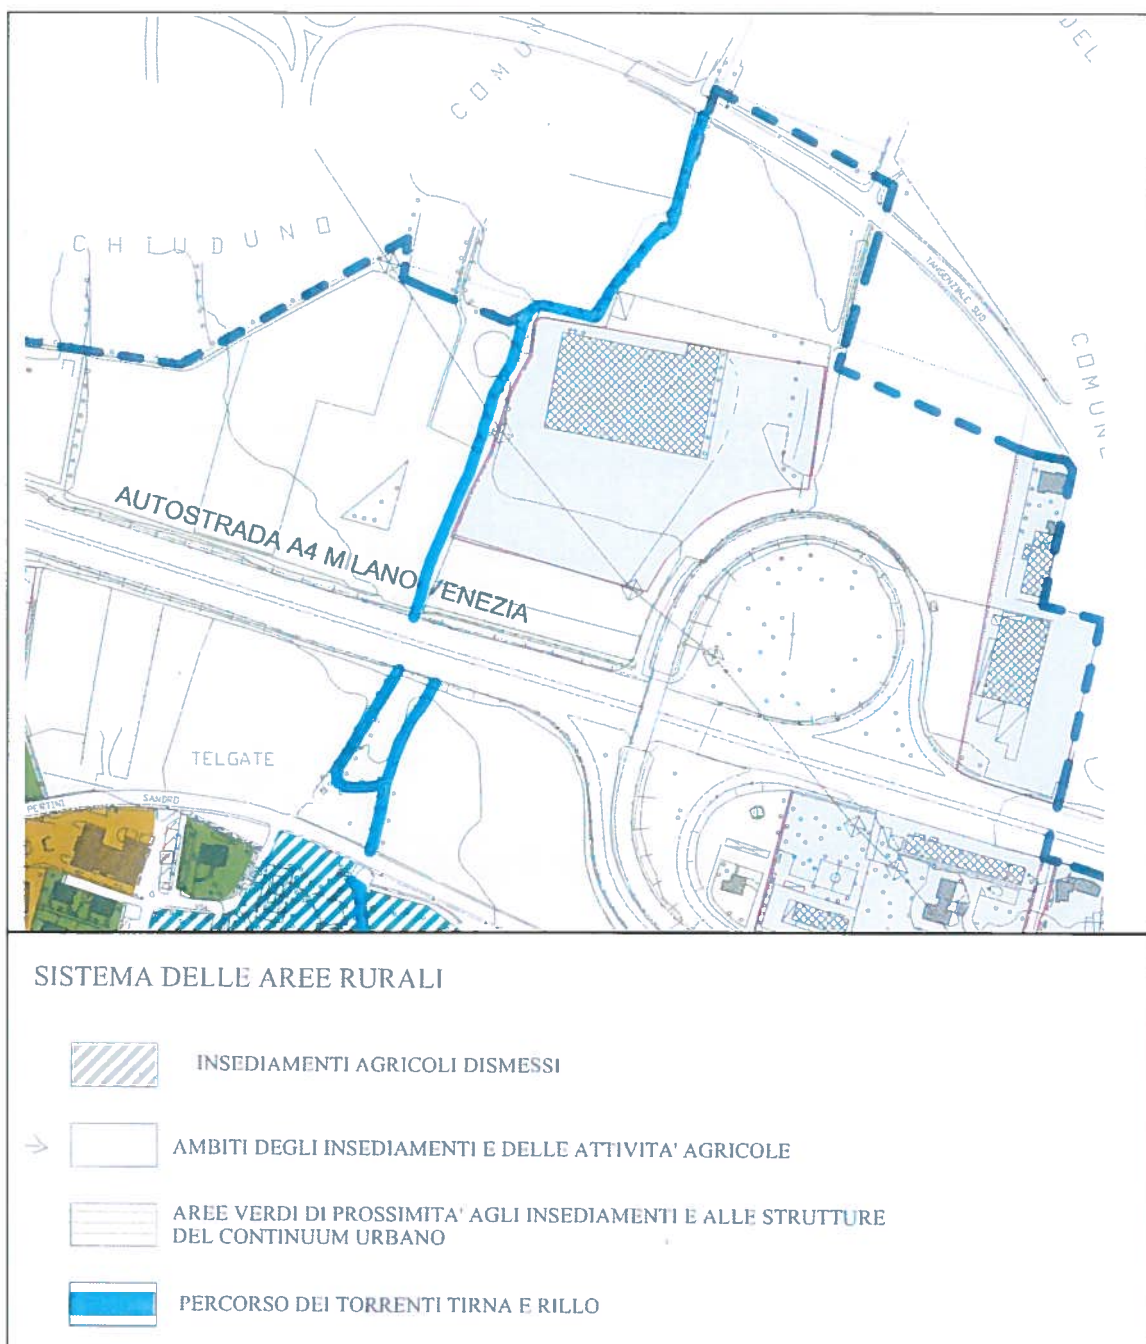 COMUN
DEL
CHIUDUNO
TANGENZIALE SUD
COMUNE
AUTOSTRADA A4 MILANO VENEZIA
TELGATE
PERTINI
SANDRO
SISTEMA DELLE AREE RURALI
INSEDIAMENTI AGRICOLI DISMESSI
AMBITI DEGLI INSEDIAMENTI E DELLE ATTIVITA' AGRICOLE
AREE VERDI DI PROSSIMITA' AGLI INSEDIAMENTI E ALLE STRUTTURE
DEL CONTINUUM URBANO
PERCORSO DEI TORRENTI TIRNA E RILLO